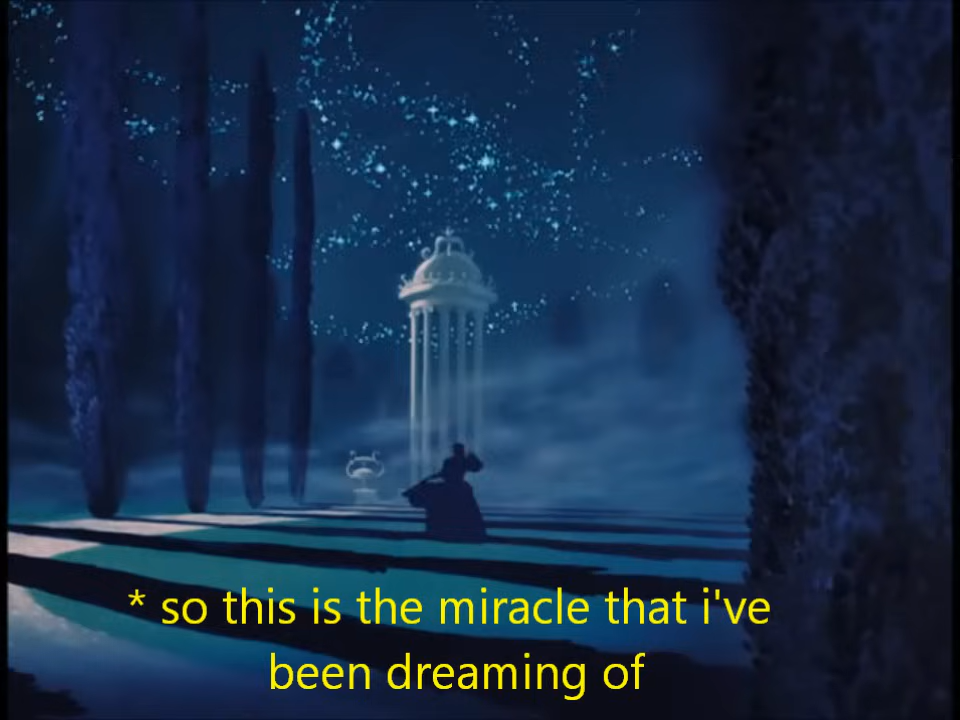 * so this is the miracle that i've
been dreaming of